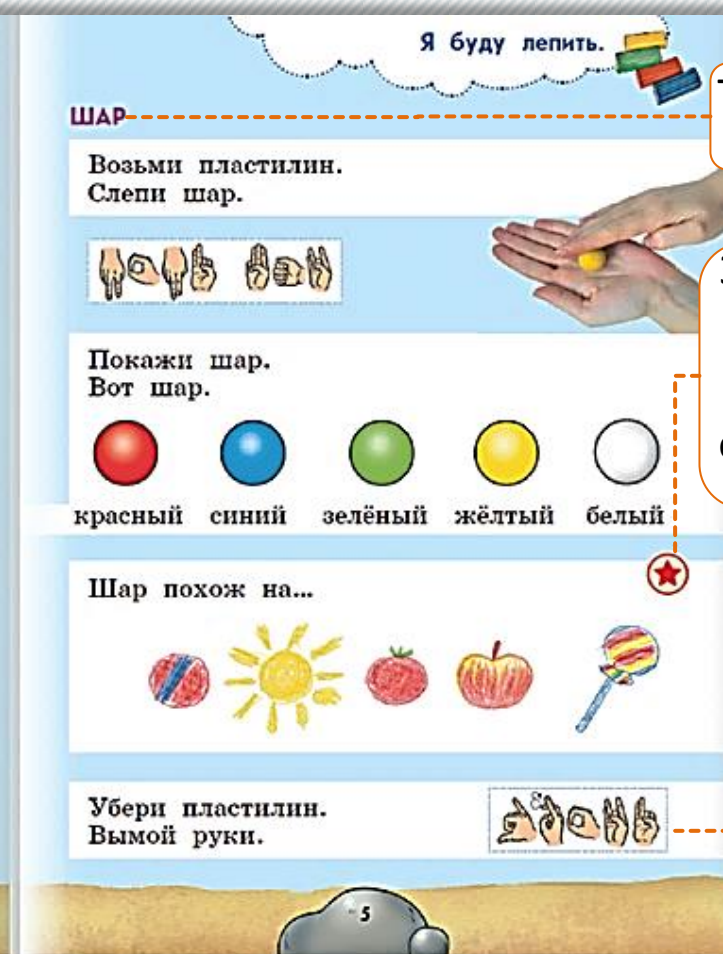 Я буду лепить.
ШАР
Возьми пластилин.
Слепи шар.
Покажи шар.
Вот шар.
красный синий зелёный жёлтый белый
Шар похож на...
Убери пластилин.
Вымой руки.
5